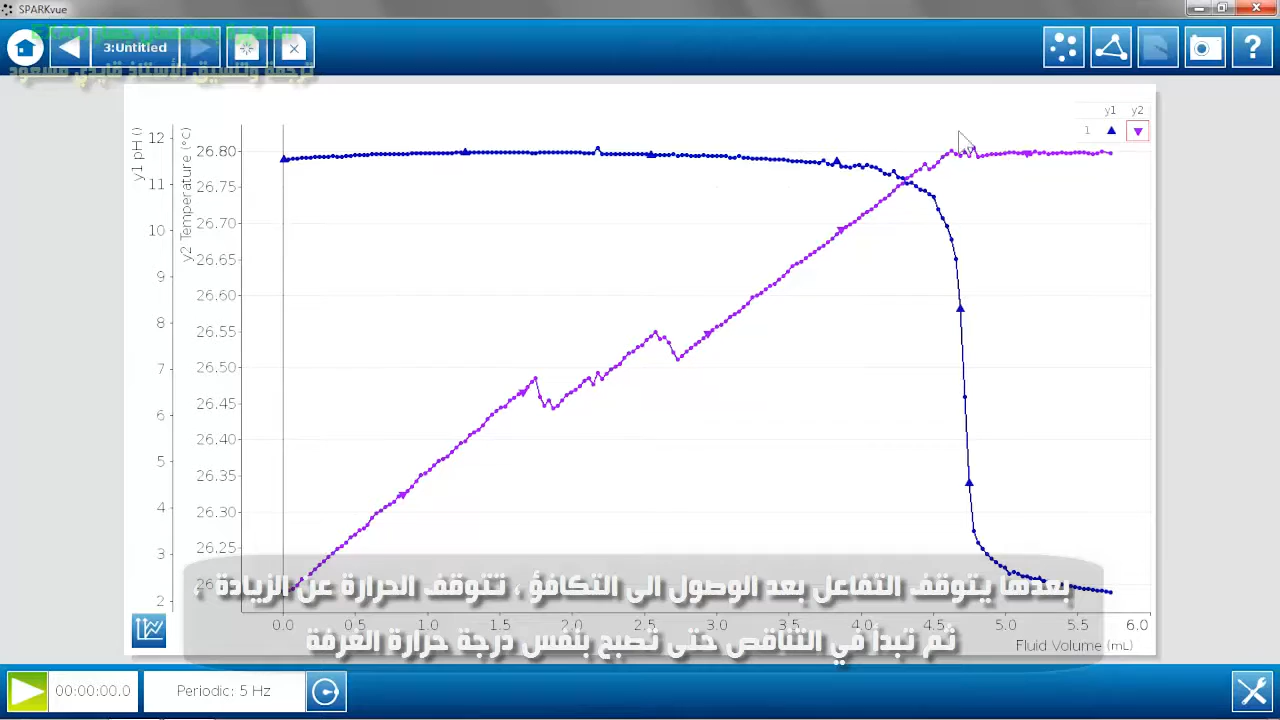 SPARKvue
3:Untitled
?
ترجمة وتنسيق الأستاذ قايدي مسعود
y1 y2
1
y1 pH ()
12
11
10
9
8
7
6
5
4
3
2
y2 Temperature (°C)
26.80
26.75
26.70
26.65
26.60
26.55
26.50
26.45
26.40
26.35
26.30
26.25
0.0 0.5 1.0 1.5 2.0 2.5 3.0 3.5 4.0 4.5 5.0 5.5 6.0
Fluid Volume (mL)
بعدها يتوقف التفاعل بعد الوصول الى التكافؤ ، تتوقف الحرارة عن الزيادة ،
ثم تبدأ في التناقص حتى تصبح بنفس درجة حرارة الغرفة
00:00:00.0
Periodic: 5 Hz